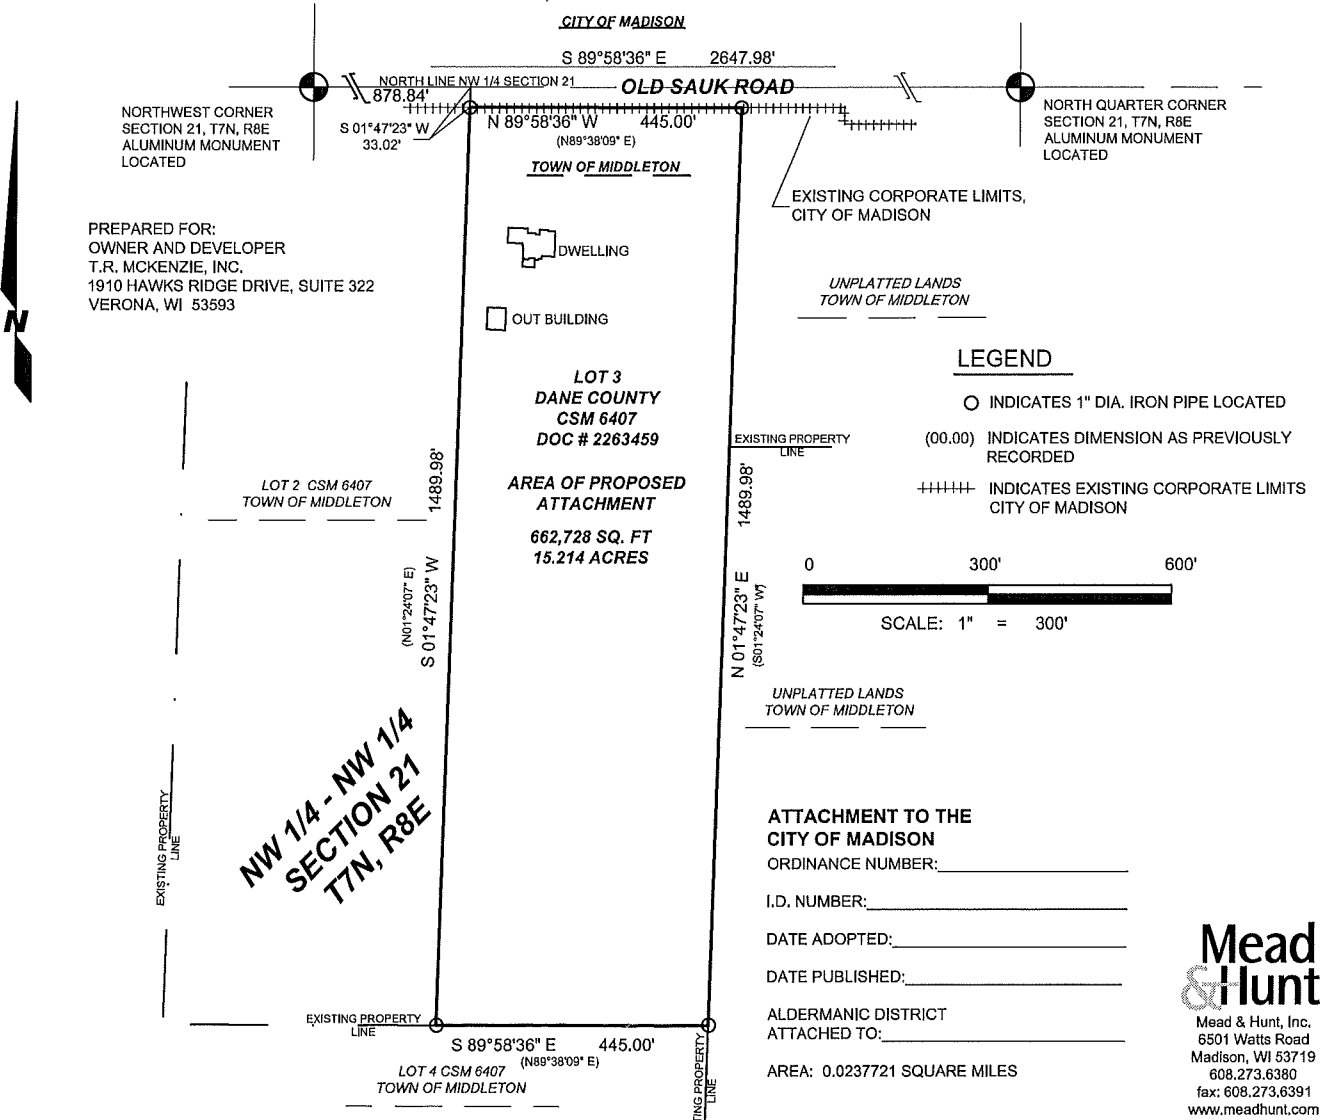 CITY OF MADISON
S 89°58'36" E 2647.98'
NORTH LINE NW 1/4 SECTION 21
OLD SAUK ROAD
878.84'
NORTHWEST CORNER
SECTION 21, T7N, R8E
ALUMINUM MONUMENT
LOCATED
S 01°47'23" W
33.02'
N 89°58'36" W 445.00'
(N89°38'09" E)
TOWN OF MIDDLETON
NORTH QUARTER CORNER
SECTION 21, T7N, R8E
ALUMINUM MONUMENT
LOCATED
EXISTING CORPORATE LIMITS,
CITY OF MADISON
PREPARED FOR:
OWNER AND DEVELOPER
T.R. MCKENZIE, INC.
1910 HAWKS RIDGE DRIVE, SUITE 322
VERONA, WI 53593
N
DWELLING
OUT BUILDING
UNPLATTED LANDS
TOWN OF MIDDLETON
LEGEND
INDICATES 1" DIA. IRON PIPE LOCATED
(00.00) INDICATES DIMENSION AS PREVIOUSLY
RECORDED
INDICATES EXISTING CORPORATE LIMITS
CITY OF MADISON
LOT 3
DANE COUNTY
CSM 6407
DOC # 2263459
AREA OF PROPOSED
ATTACHMENT
662,728 SQ. FT
15.214 ACRES
EXISTING PROPERTY
LINE
LOT 2 CSM 6407
TOWN OF MIDDLETON
1489.98'
S 01°47'23" W
(N01°24'07" E)
1489.98'
N 01°47'23" E
(S01°24'07" W)
0 300' 600'
SCALE: 1" = 300'
UNPLATTED LANDS
TOWN OF MIDDLETON
NW 1/4 - NW 1/4
SECTION 21
T7N, R8E
EXISTING PROPERTY
LINE
ATTACHMENT TO THE
CITY OF MADISON
ORDINANCE NUMBER:
I.D. NUMBER:
DATE ADOPTED:
DATE PUBLISHED:
ALDERMANIC DISTRICT
ATTACHED TO:
AREA: 0.0237721 SQUARE MILES
EXISTING PROPERTY
LINE
S 89°58'36" E 445.00'
(N89°38'09" E)
LOT 4 CSM 6407
TOWN OF MIDDLETON
TING PROPERTY
LINE
Mead
&Hunt
Mead & Hunt, Inc.
6501 Watts Road
Madison, WI 53719
608.273.6380
fax: 608.273.6391
www.meadhunt.com